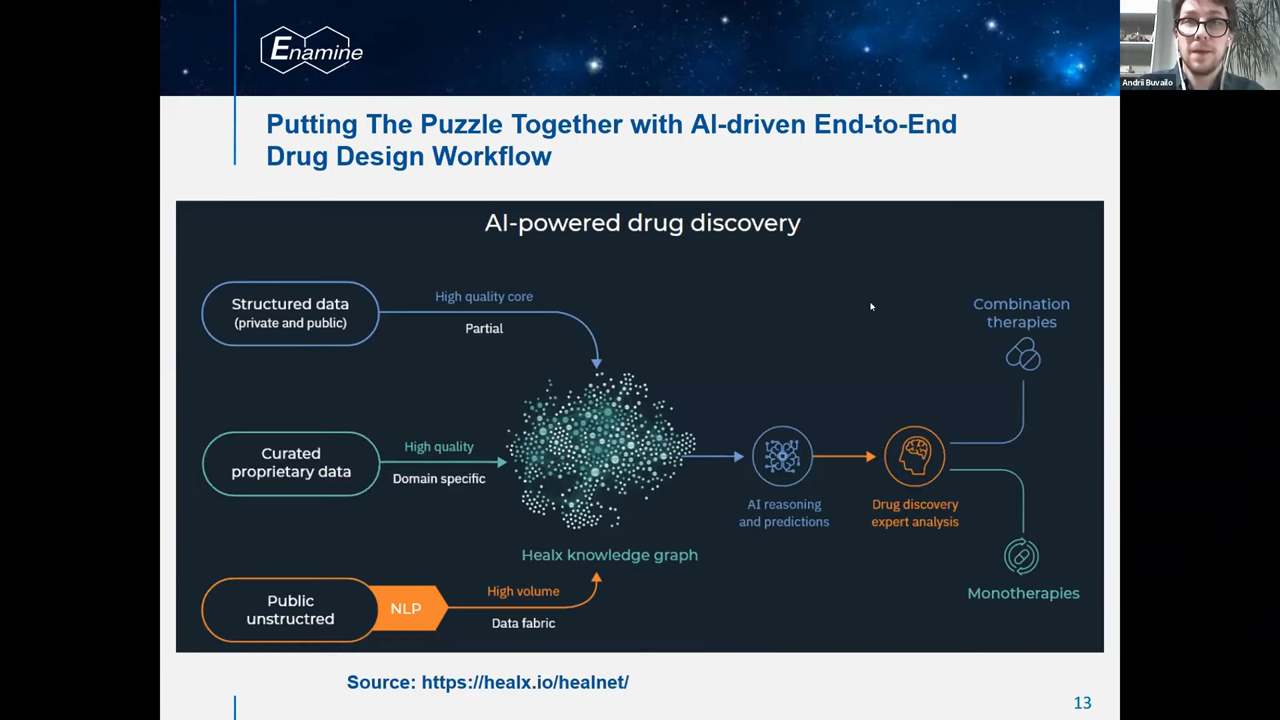 Enamine
Andrii Buvailo
Putting The Puzzle Together with AI-driven End-to-End
Drug Design Workflow
AI-powered drug discovery
Structured data
(private and public)
High quality core
Partial
Combination
therapies
Curated
proprietary data
High quality
Domain specific
AI reasoning
and predictions
Drug discovery
expert analysis
Healx knowledge graph
Public
unstructred
NLP
High volume
Data fabric
Monotherapies
Source: https://healx.io/healnet/
13